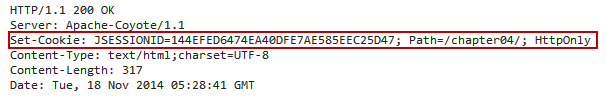 HTTP/1.1 200 OK
Server: Apache-Coyote/1.1
Set-Cookie: JSESSIONID=144EFED6474EA40DFE7AE585EEC25D47; Path=/chapter04/; HttpOnly
Content-Type: text/html;charset=UTF-8
Content-Length: 317
Date: Tue, 18 Nov 2014 05:28:41 GMT